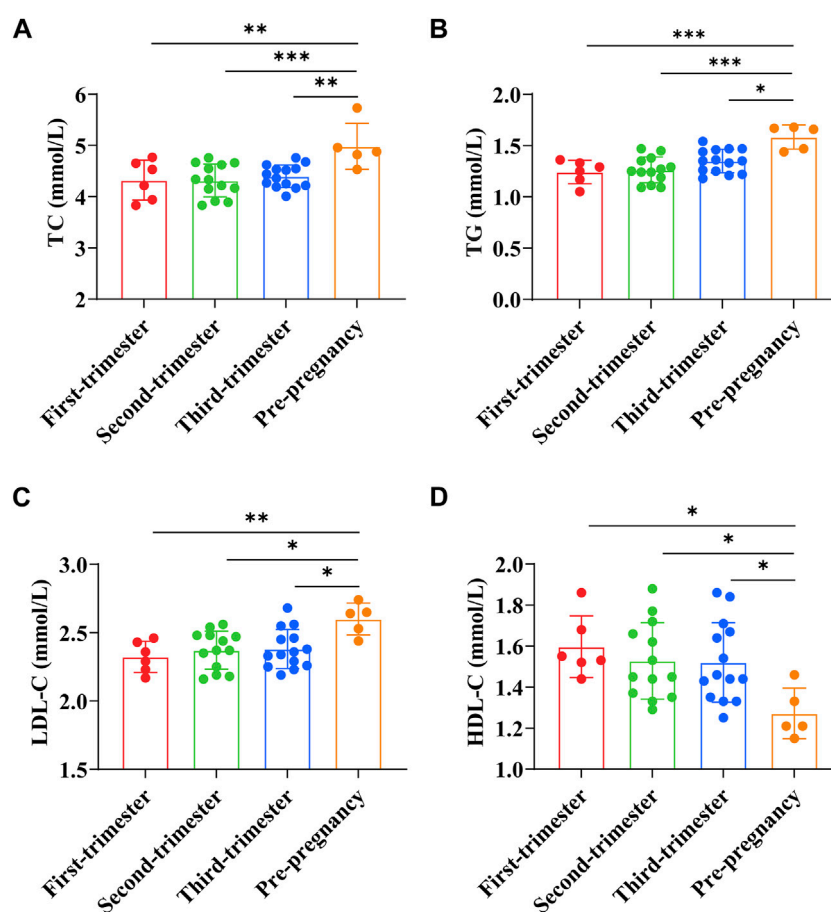 A
**
***
**
TC (mmol/L)
6
5
4
3
2
First-trimester
Second-trimester
Third-trimester
Pre-pregnancy
B
***
***
*
TG (mmol/L)
2.0
1.5
1.0
0.5
0.0
First-trimester
Second-trimester
Third-trimester
Pre-pregnancy
C
**
*
*
LDL-C (mmol/L)
3.0
2.5
2.0
1.5
First-trimester
Second-trimester
Third-trimester
Pre-pregnancy
D
*
*
*
HDL-C (mmol/L)
2.0
1.8
1.6
1.4
1.2
1.0
First-trimester
Second-trimester
Third-trimester
Pre-pregnancy